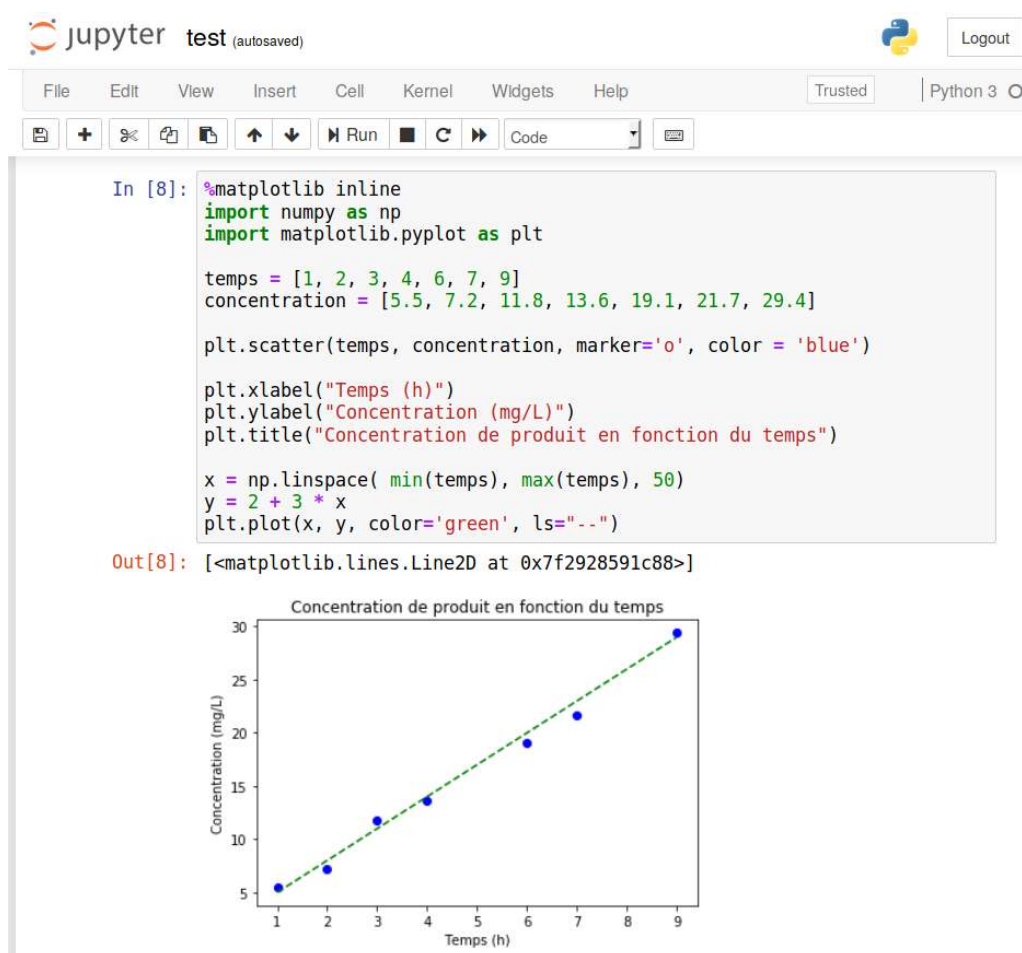 jupyter test (autosaved)
Logout
File Edit View Insert Cell Kernel Widgets Help Trusted Python 3
Run Code
In [8]: %matplotlib inline
import numpy as np
import matplotlib.pyplot as plt
temps = [1, 2, 3, 4, 6, 7, 9]
concentration = [5.5, 7.2, 11.8, 13.6, 19.1, 21.7, 29.4]
plt.scatter(temps, concentration, marker='o', color = 'blue')
plt.xlabel("Temps (h)")
plt.ylabel("Concentration (mg/L)")
plt.title("Concentration de produit en fonction du temps")
x = np.linspace( min(temps), max(temps), 50)
y = 2 + 3 * x
plt.plot(x, y, color='green', ls="--")
Out[8]: [<matplotlib.lines.Line2D at 0x7f2928591c88>]
Concentration de produit en fonction du temps
Concentration (mg/L)
30
25
20
15
10
5
1 2 3 4 5 6 7 8 9
Temps (h)